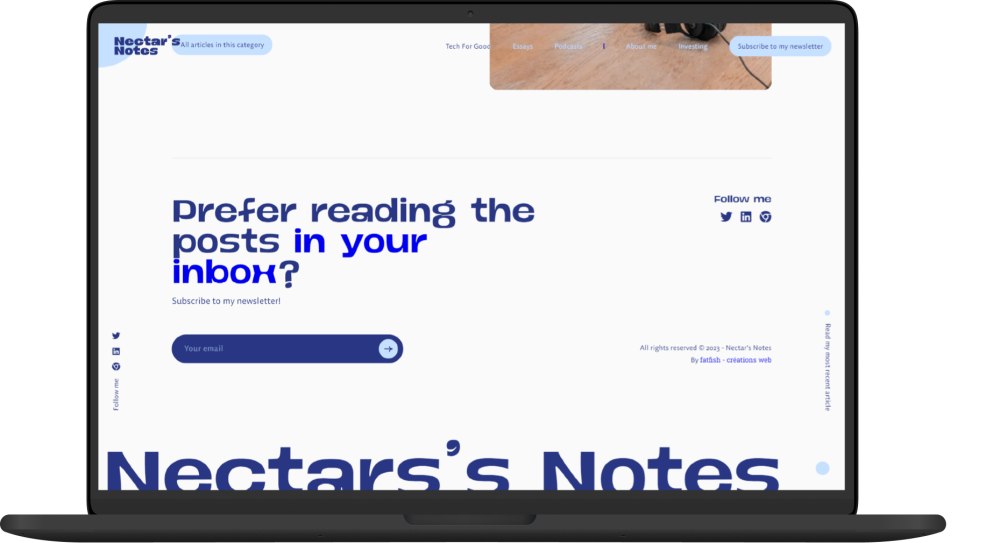 Nectar's
Notes
All articles in this category
Tech For Good
Essays
Podcasts
About me
Investing
Subscribe to my newsletter
Prefer reading the
posts in your
inbox?
Subscribe to my newsletter!
Your email
Follow me
All rights reserved © 2023 - Nectar's Notes
By fatfish - créations web
Follow me
Read my most recent article
Nectars's Notes